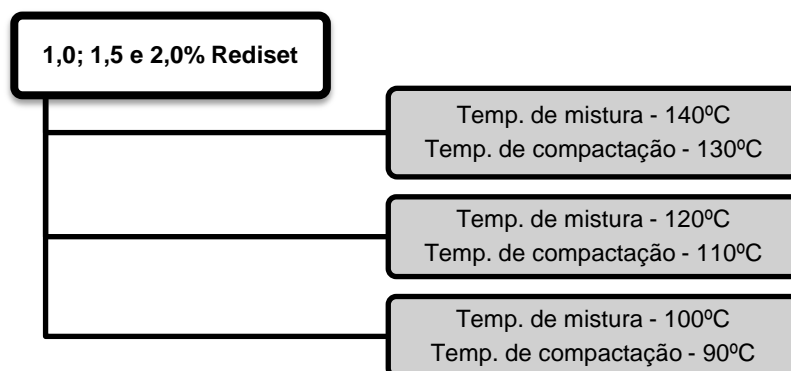 1,0; 1,5 e 2,0% Rediset
Temp. de mistura - 140ºC
Temp. de compactação - 130ºC
Temp. de mistura - 120ºC
Temp. de compactação - 110ºC
Temp. de mistura - 100ºC
Temp. de compactação - 90ºC